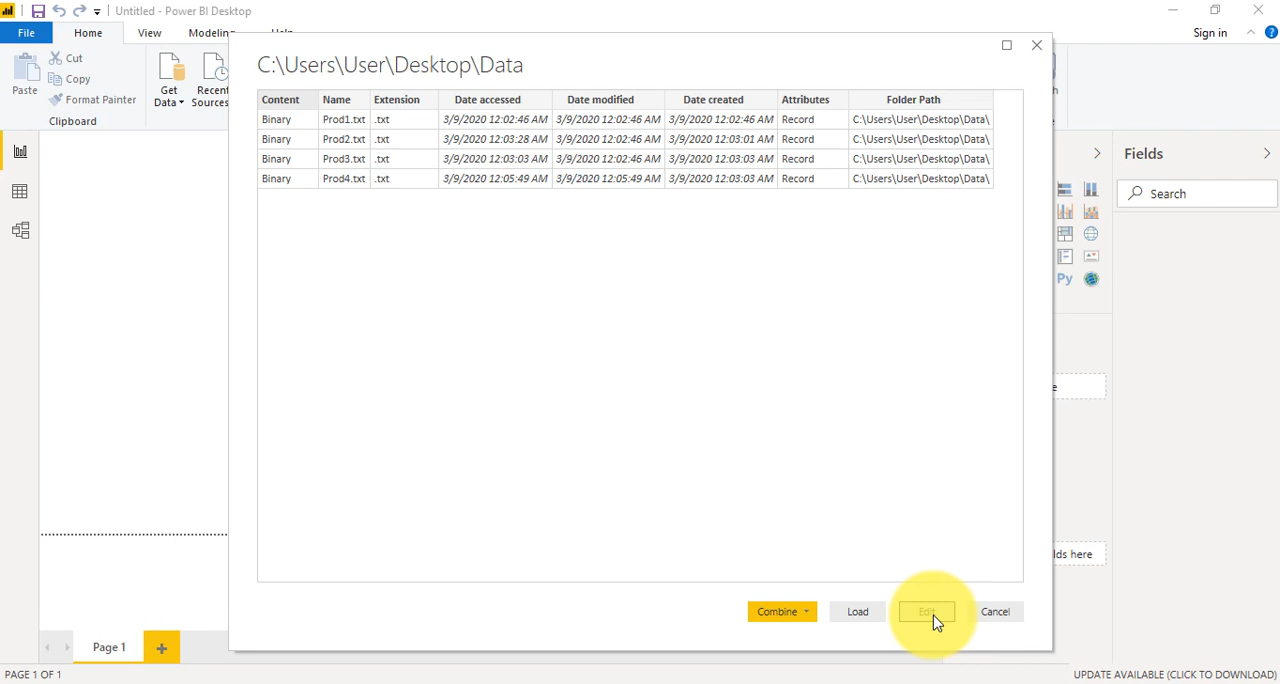 Untitled - Power BI Desktop
File Home View Modeling Help
Sign in
Paste
Cut
Copy
Format Painter
Clipboard
Get Data
Recent Sources
C:\Users\User\Desktop\Data
Content Name Extension Date accessed Date modified Date created Attributes Folder Path
Binary Prod1.txt .txt 3/9/2020 12:02:46 AM 3/9/2020 12:02:46 AM 3/9/2020 12:02:46 AM Record C:\Users\User\Desktop\Data\
Binary Prod2.txt .txt 3/9/2020 12:03:28 AM 3/9/2020 12:02:46 AM 3/9/2020 12:03:01 AM Record C:\Users\User\Desktop\Data\
Binary Prod3.txt .txt 3/9/2020 12:03:03 AM 3/9/2020 12:02:46 AM 3/9/2020 12:03:03 AM Record C:\Users\User\Desktop\Data\
Binary Prod4.txt .txt 3/9/2020 12:05:49 AM 3/9/2020 12:05:49 AM 3/9/2020 12:03:03 AM Record C:\Users\User\Desktop\Data\
Fields
Search
Py
lds here
Combine Load Edit Cancel
Page 1
PAGE 1 OF 1
UPDATE AVAILABLE (CLICK TO DOWNLOAD)